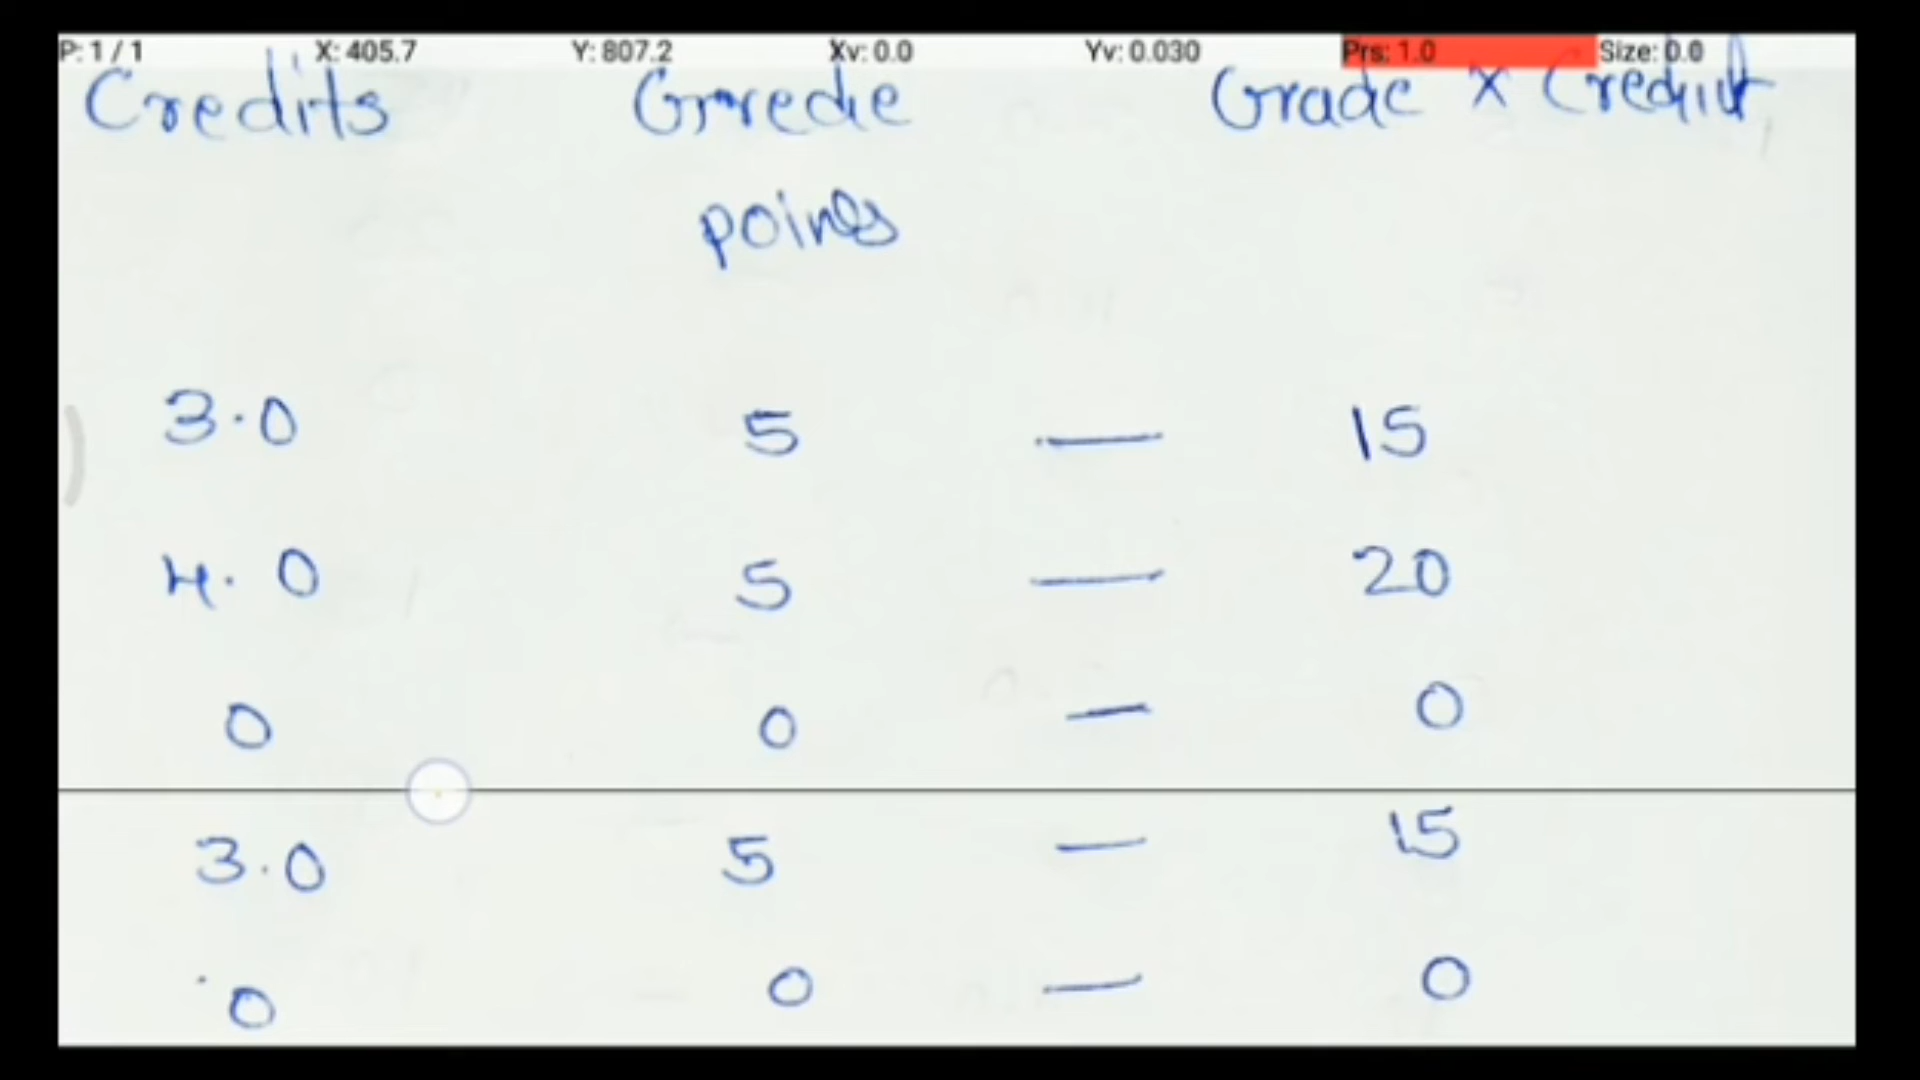 P: 1 / 1 X: 405.7 Y: 807.2 Xv: 0.0 Yv: 0.030 Prs: 1.0 Size: 0.0
Credits Grrede Grade X Credit
points
3.0 5 — 15
4.0 5 — 20
0 0 — 0
3.0 5 — 15
0 0 — 0